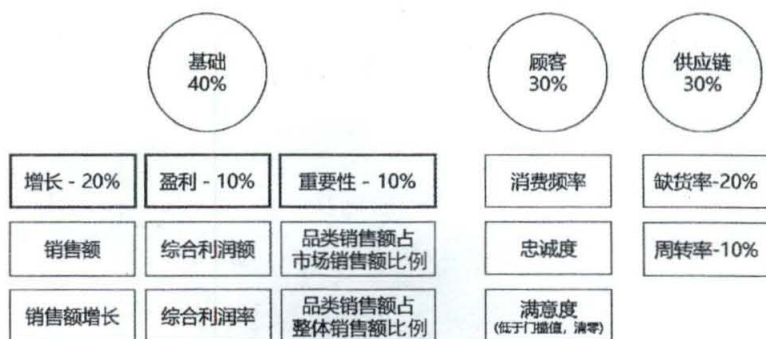 基础
40%
顾客
30%
供应链
30%
增长 - 20%
盈利 - 10%
重要性 - 10%
消费频率
缺货率-20%
销售额
综合利润额
品类销售额占
市场销售额比例
忠诚度
周转率-10%
销售额增长
综合利润率
品类销售额占
整体销售额比例
满意度
(低于门槛值，清零)